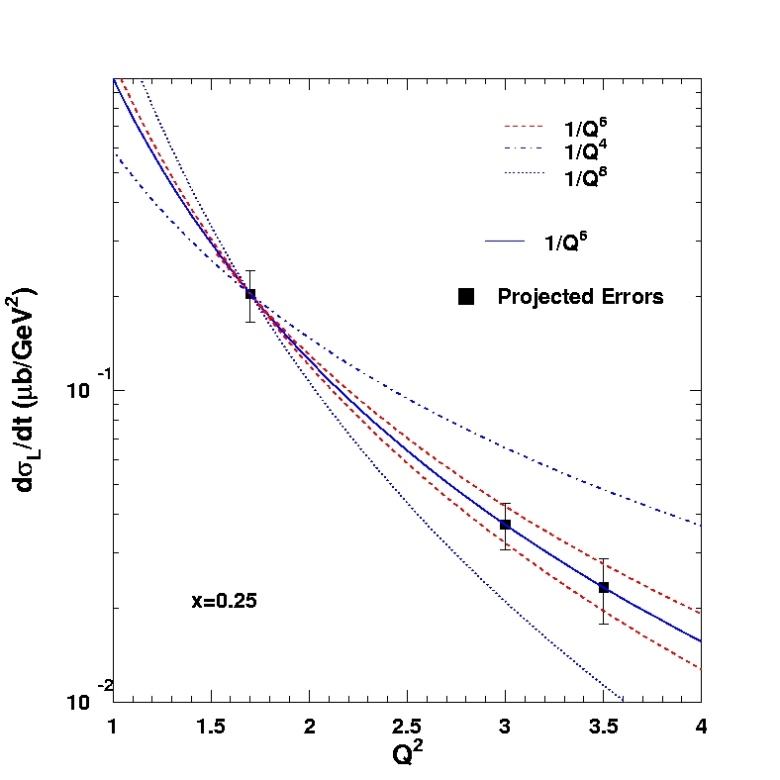 1/Q⁶
1/Q⁴
1/Q⁸
1/Q⁶
Projected Errors
dσ_L/dt (μb/GeV²)
10⁻¹
x=0.25
10⁻²
1 1.5 2 2.5 3 3.5 4
Q²